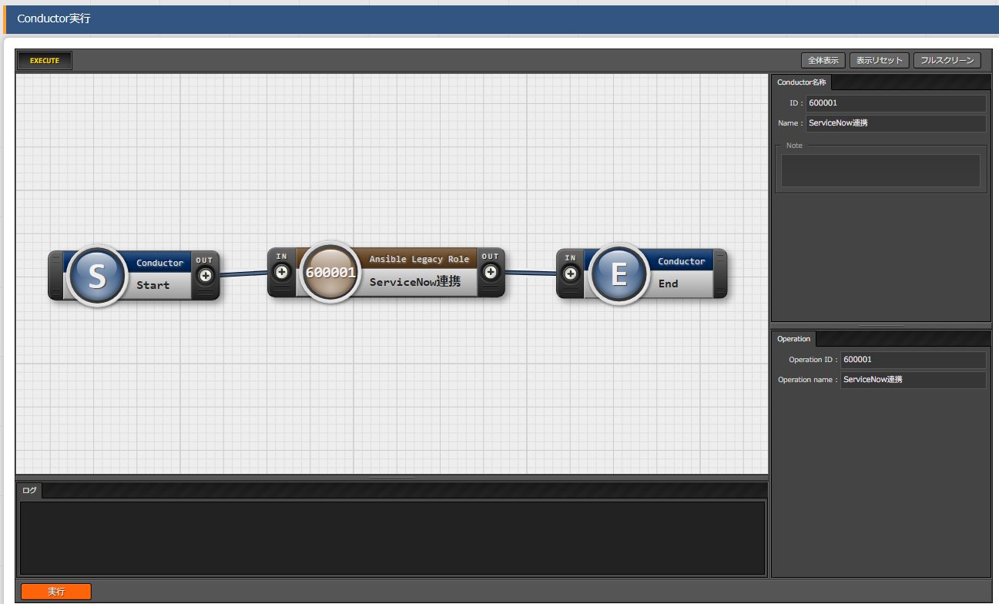 Conductor実行
EXECUTE
全体表示
表示リセット
フルスクリーン
Conductor名称
ID :
600001
Name :
ServiceNow連携
Note
S
Conductor
Start
OUT
IN
600001
Ansible Legacy Role
ServiceNow連携
OUT
IN
E
Conductor
End
Operation
Operation ID :
600001
Operation name :
ServiceNow連携
ログ
実行